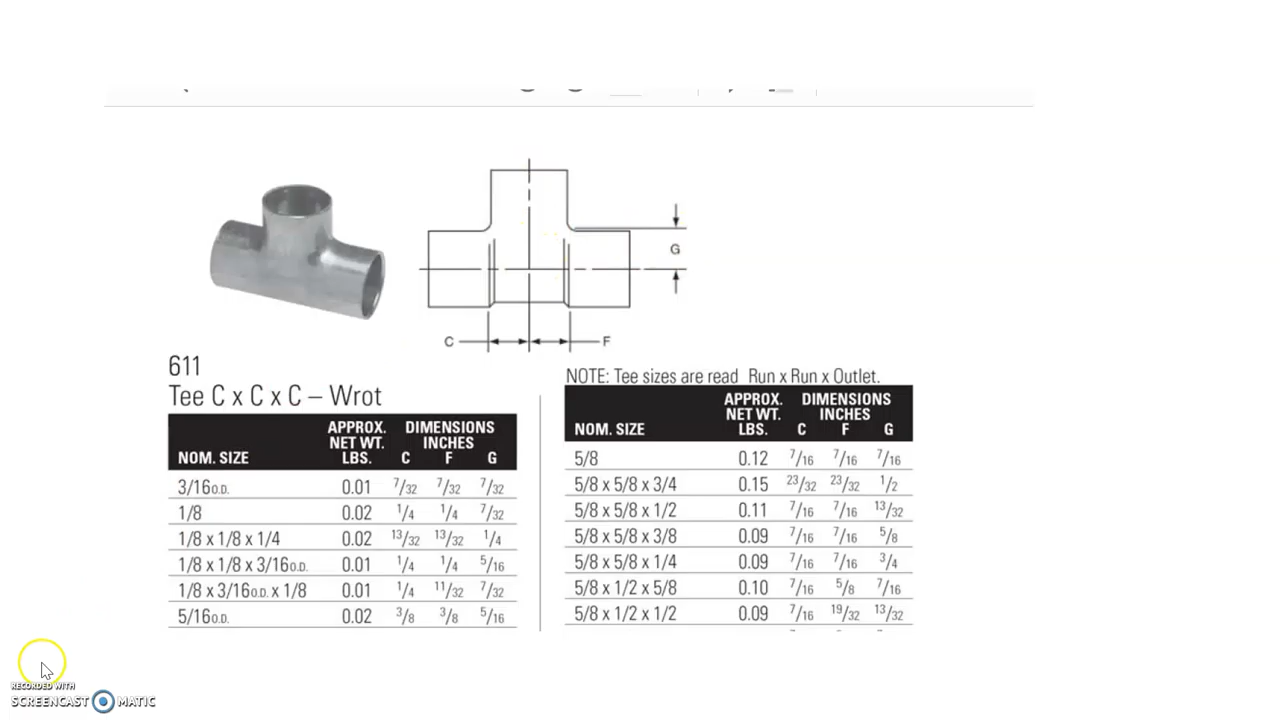 G
C
F
611
Tee C x C x C – Wrot
NOM. SIZE APPROX. NET WT. LBS. DIMENSIONS INCHES C F G
3/16 O.D. 0.01 7/32 7/32 7/32
1/8 0.02 1/4 1/4 7/32
1/8 x 1/8 x 1/4 0.02 13/32 13/32 1/4
1/8 x 1/8 x 3/16 O.D. 0.01 1/4 1/4 5/16
1/8 x 3/16 O.D. x 1/8 0.01 1/4 11/32 7/32
5/16 O.D. 0.02 3/8 3/8 5/16
NOTE: Tee sizes are read Run x Run x Outlet.
NOM. SIZE APPROX. NET WT. LBS. DIMENSIONS INCHES C F G
5/8 0.12 7/16 7/16 7/16
5/8 x 5/8 x 3/4 0.15 23/32 23/32 1/2
5/8 x 5/8 x 1/2 0.11 7/16 7/16 13/32
5/8 x 5/8 x 3/8 0.09 7/16 7/16 5/8
5/8 x 5/8 x 1/4 0.09 7/16 7/16 3/4
5/8 x 1/2 x 5/8 0.10 7/16 5/8 7/16
5/8 x 1/2 x 1/2 0.09 7/16 19/32 13/32
RECORDED WITH
SCREENCAST MATIC